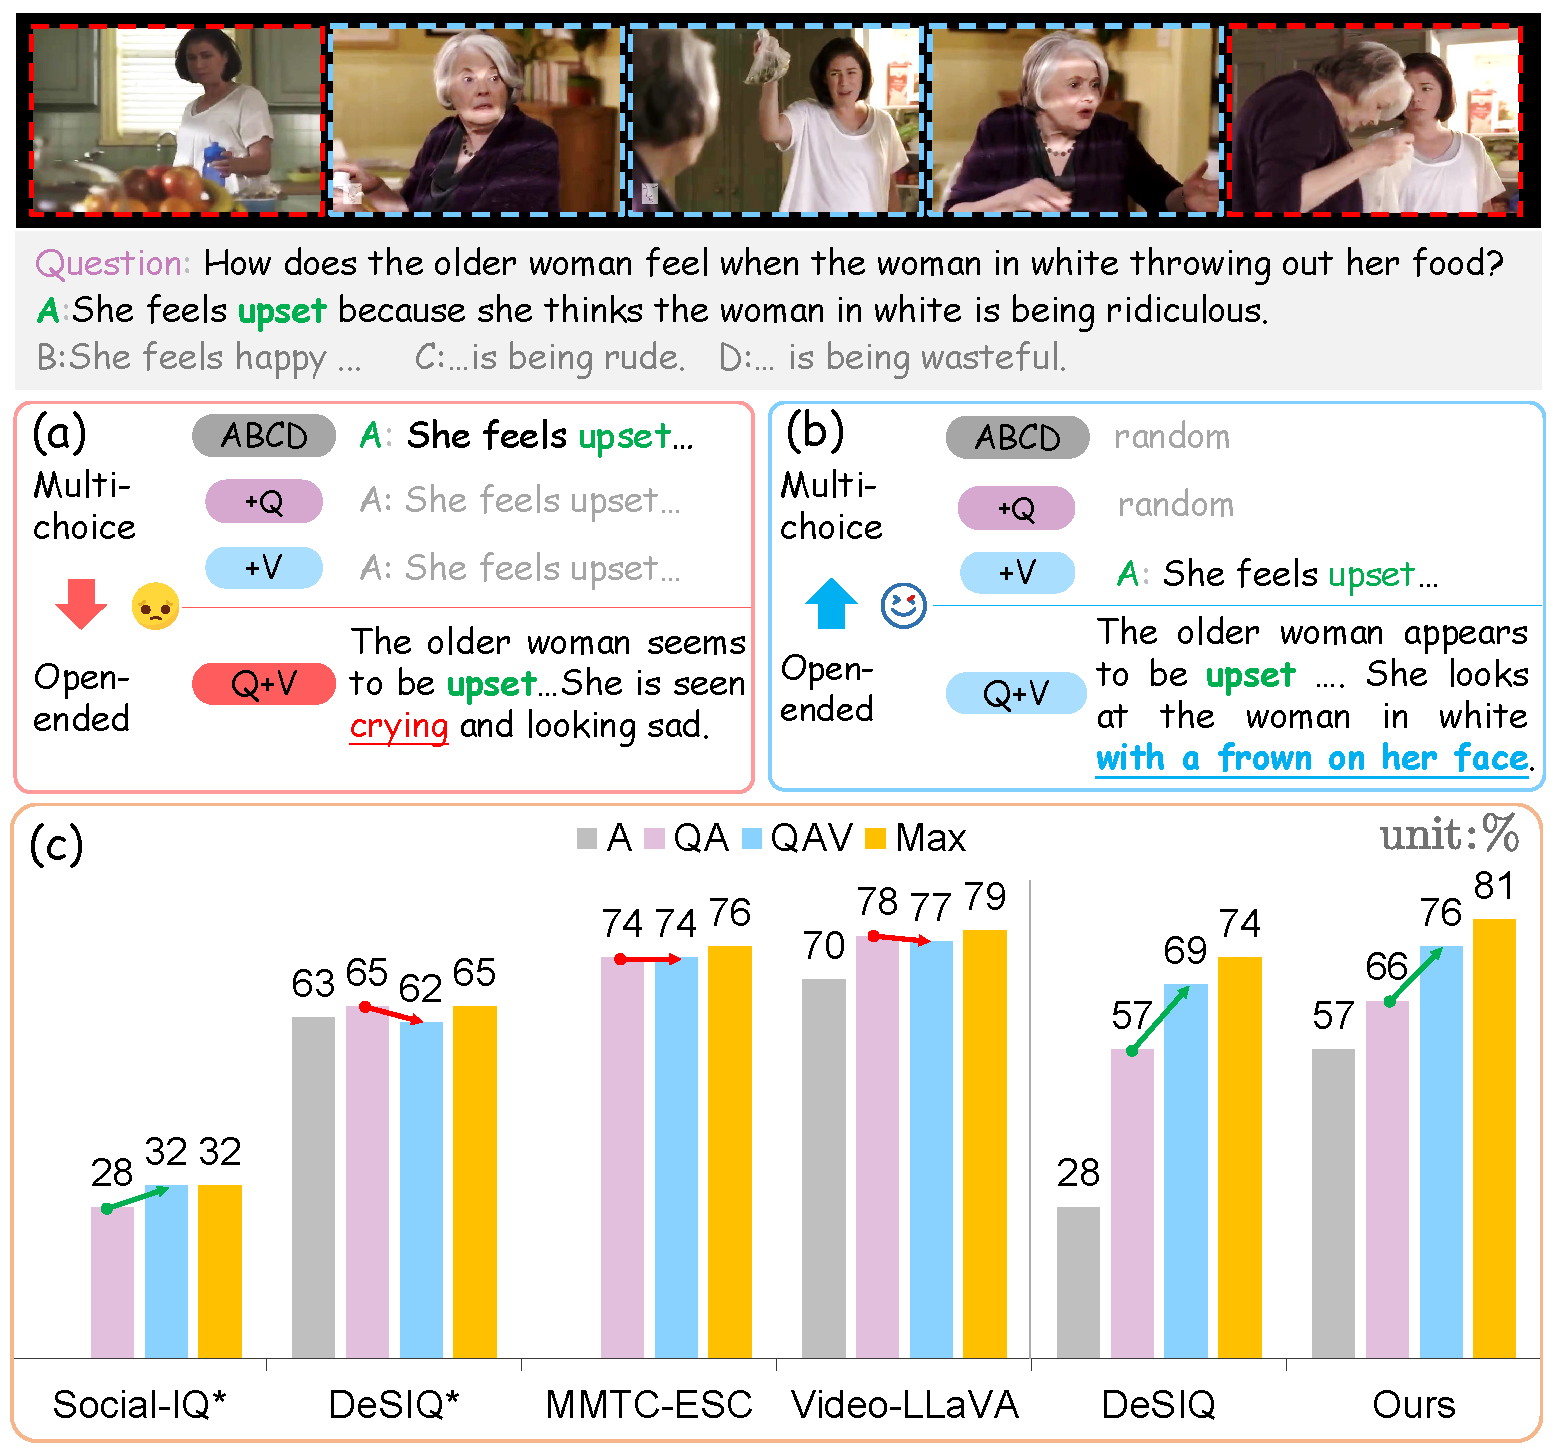 Question: How does the older woman feel when the woman in white throwing out her food?
A:She feels upset because she thinks the woman in white is being ridiculous.
B:She feels happy ... C:...is being rude. D:... is being wasteful.
(a)
Multi-
choice
ABCD A: She feels upset...
+Q A: She feels upset...
+V A: She feels upset...
Open-
ended
Q+V
The older woman seems
to be upset...She is seen
crying and looking sad.
(b)
Multi-
choice
ABCD random
+Q random
+V A: She feels upset...
Open-
ended
Q+V
The older woman appears
to be upset .... She looks
at the woman in white
with a frown on her face.
(c)
A QA QAV Max
unit:%
28 32 32
63 65 62 65
74 74 76
70 78 77 79
28 57 69 74
57 66 76 81
Social-IQ* DeSIQ* MMTC-ESC Video-LLaVA DeSIQ Ours